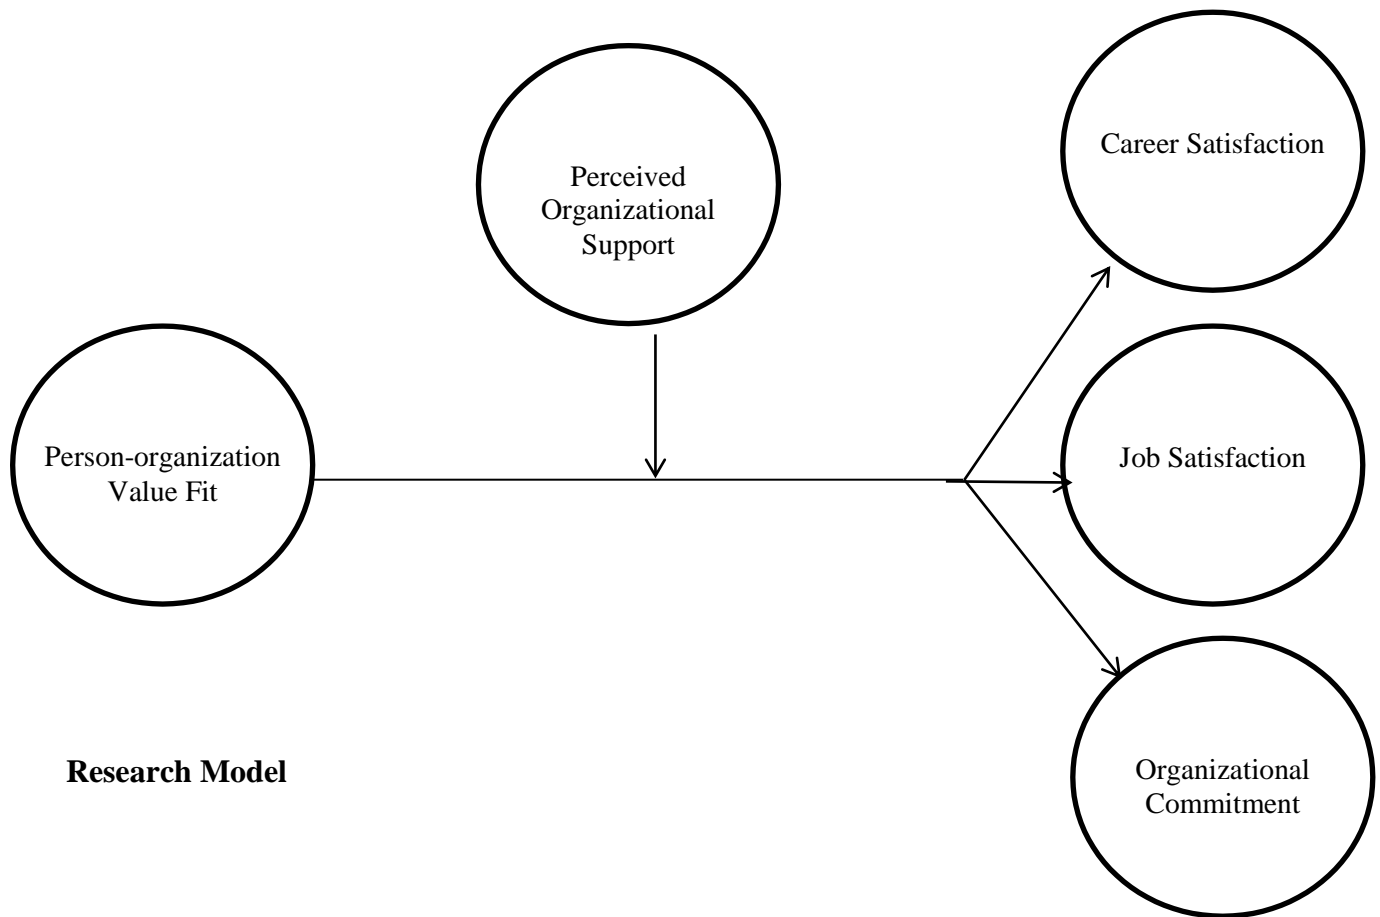 Career Satisfaction
Perceived
Organizational
Support
Person-organization
Value Fit
Job Satisfaction
Research Model
Organizational
Commitment